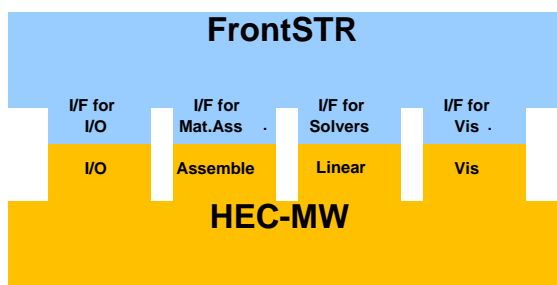 FrontSTR
I/F for I/O
I/F for Mat.Ass .
I/F for Solvers
I/F for Vis .
I/O
Assemble
Linear
Vis
HEC-MW